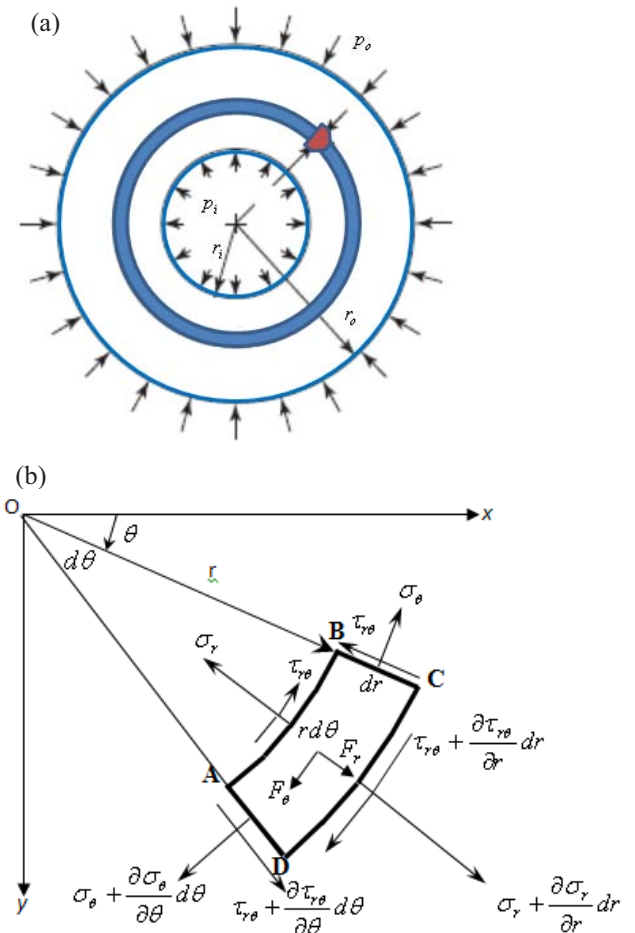 (a)
p_o
p_i
r_i
r_o
(b)
O
x
θ
dθ
r
σ_θ
τ_rθ
B
σ_r
τ_rθ
C
dr
r dθ
τ_rθ + ∂τ_rθ/∂r dr
F_r
A
F_θ
D
σ_θ + ∂σ_θ/∂θ dθ
τ_rθ + ∂τ_rθ/∂θ dθ
σ_r + ∂σ_r/∂r dr
y